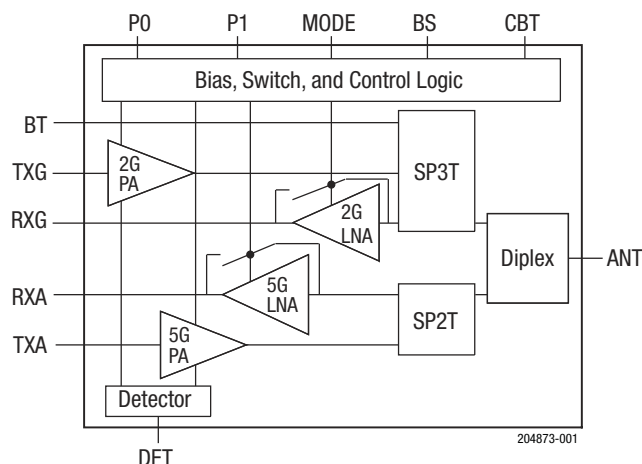 P0 P1 MODE BS CBT
Bias, Switch, and Control Logic
BT
TXG
2G
PA
SP3T
RXG
2G
LNA
Diplex
ANT
RXA
5G
LNA
SP2T
TXA
5G
PA
Detector
DET
204873-001